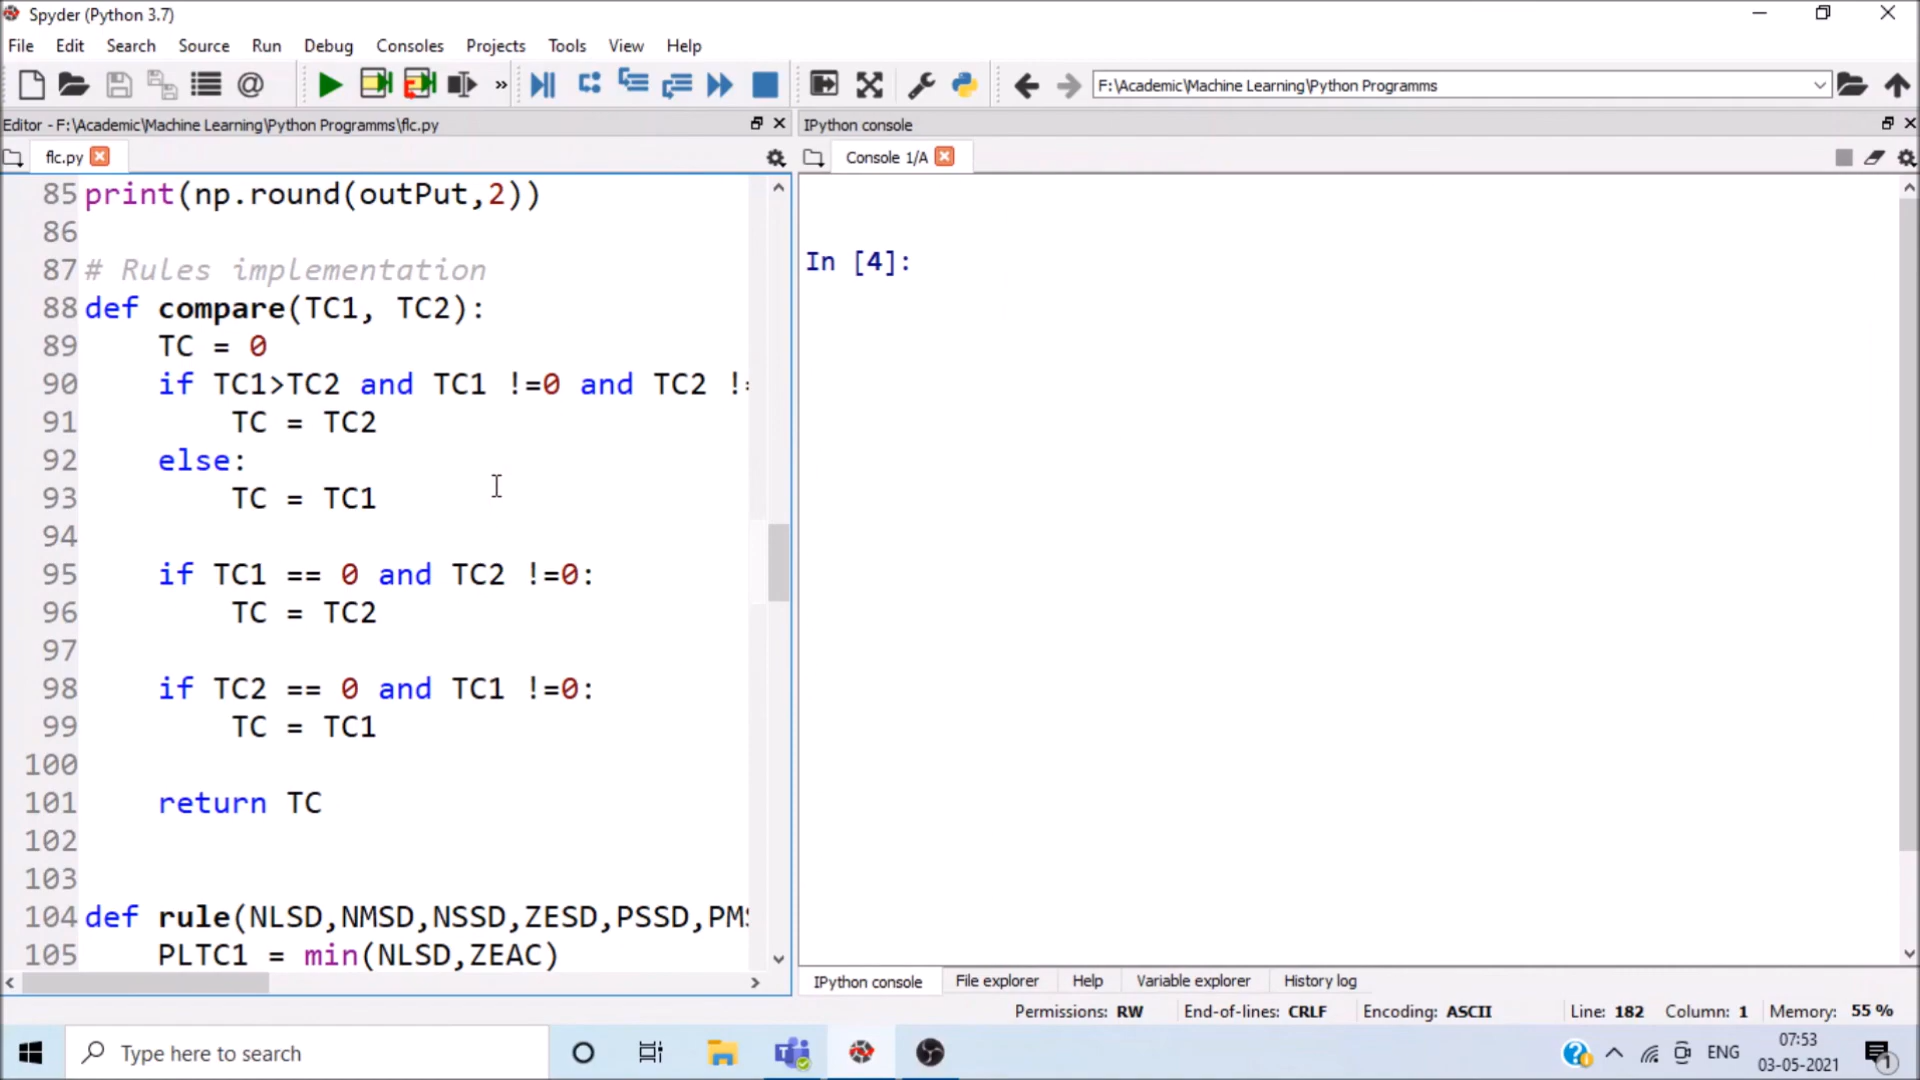 Spyder (Python 3.7)
File Edit Search Source Run Debug Consoles Projects Tools View Help
F:\Academic\Machine Learning\Python Programms
Editor - F:\Academic\Machine Learning\Python Programms\flc.py
IPython console
flc.py
Console 1/A
85 print(np.round(outPut,2))
86
87 # Rules implementation
88 def compare(TC1, TC2):
89 TC = 0
90 if TC1>TC2 and TC1 !=0 and TC2 !=
91 TC = TC2
92 else:
93 TC = TC1
94
95 if TC1 == 0 and TC2 !=0:
96 TC = TC2
97
98 if TC2 == 0 and TC1 !=0:
99 TC = TC1
100
101 return TC
102
103
104 def rule(NLSD,NMSD,NSSD,ZESD,PSSD,PMS
105 PLTC1 = min(NLSD,ZEAC)
In [4]:
IPython console File explorer Help Variable explorer History log
Permissions: RW End-of-lines: CRLF Encoding: ASCII Line: 182 Column: 1 Memory: 55 %
Type here to search
ENG
07:53
03-05-2021
1